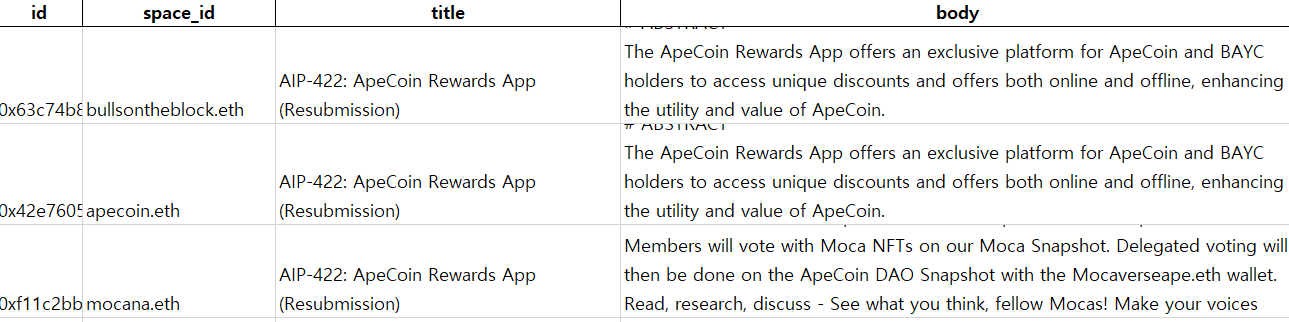 id space_id title body
# ABSTRACT
The ApeCoin Rewards App offers an exclusive platform for ApeCoin and BAYC
AIP-422: ApeCoin Rewards App holders to access unique discounts and offers both online and offline, enhancing
0x63c74b8 bullsontheblock.eth (Resubmission) the utility and value of ApeCoin.
# ABSTRACT
The ApeCoin Rewards App offers an exclusive platform for ApeCoin and BAYC
AIP-422: ApeCoin Rewards App holders to access unique discounts and offers both online and offline, enhancing
0x42e7605 apecoin.eth (Resubmission) the utility and value of ApeCoin.
Members will vote with Moca NFTs on our Moca Snapshot. Delegated voting will
AIP-422: ApeCoin Rewards App then be done on the ApeCoin DAO Snapshot with the Mocaverseape.eth wallet.
0xf11c2bb mocana.eth (Resubmission) Read, research, discuss - See what you think, fellow Mocas! Make your voices